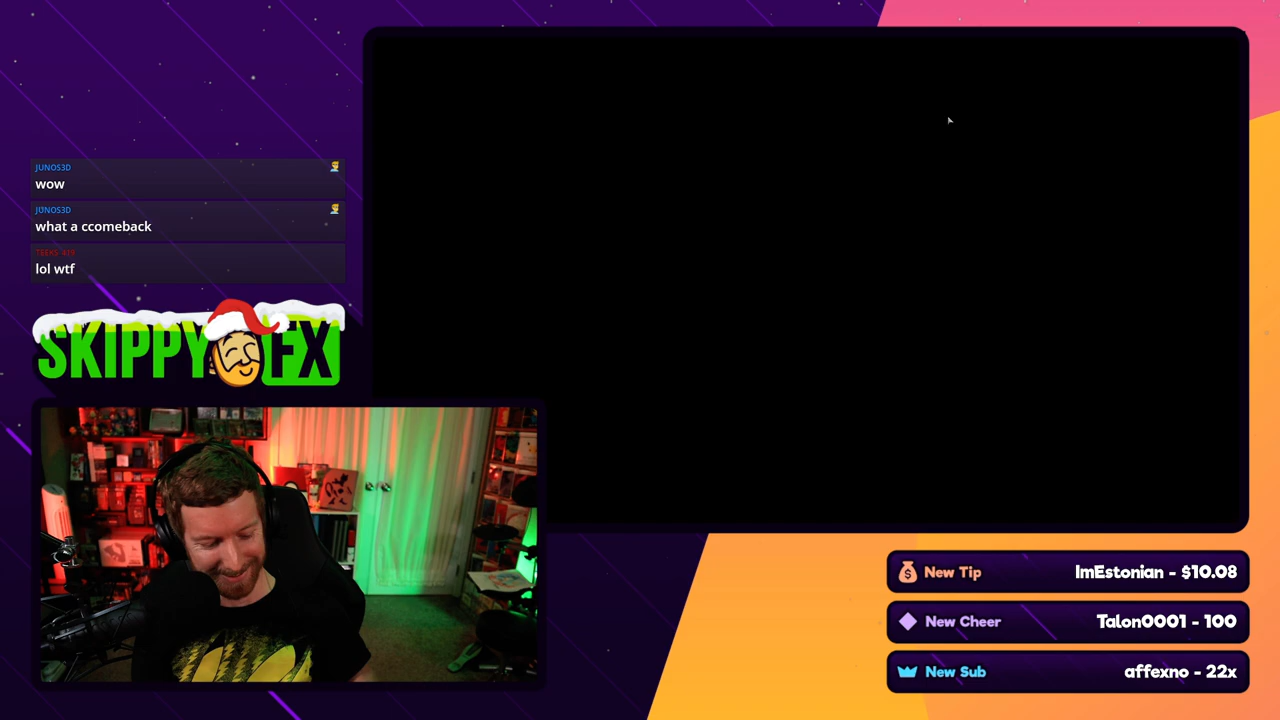 JUNOS3D
wow
JUNOS3D
what a ccomeback
TEEKS_419
lol wtf
SKIPPY FX
New Tip
ImEstonian - $10.08
New Cheer
Talon0001 - 100
New Sub
affexno - 22x